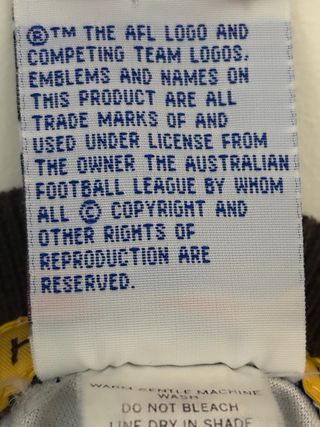 ®™ THE AFL LOGO AND
COMPETING TEAM LOGOS,
EMBLEMS AND NAMES ON
THIS PRODUCT ARE ALL
TRADE MARKS OF AND
USED UNDER LICENSE FROM
THE OWNER THE AUSTRALIAN
FOOTBALL LEAGUE BY WHOM
ALL © COPYRIGHT AND
OTHER RIGHTS OF
REPRODUCTION ARE
RESERVED.
WARM GENTLE MACHINE
WASH
DO NOT BLEACH
LINE DRY IN SHADE